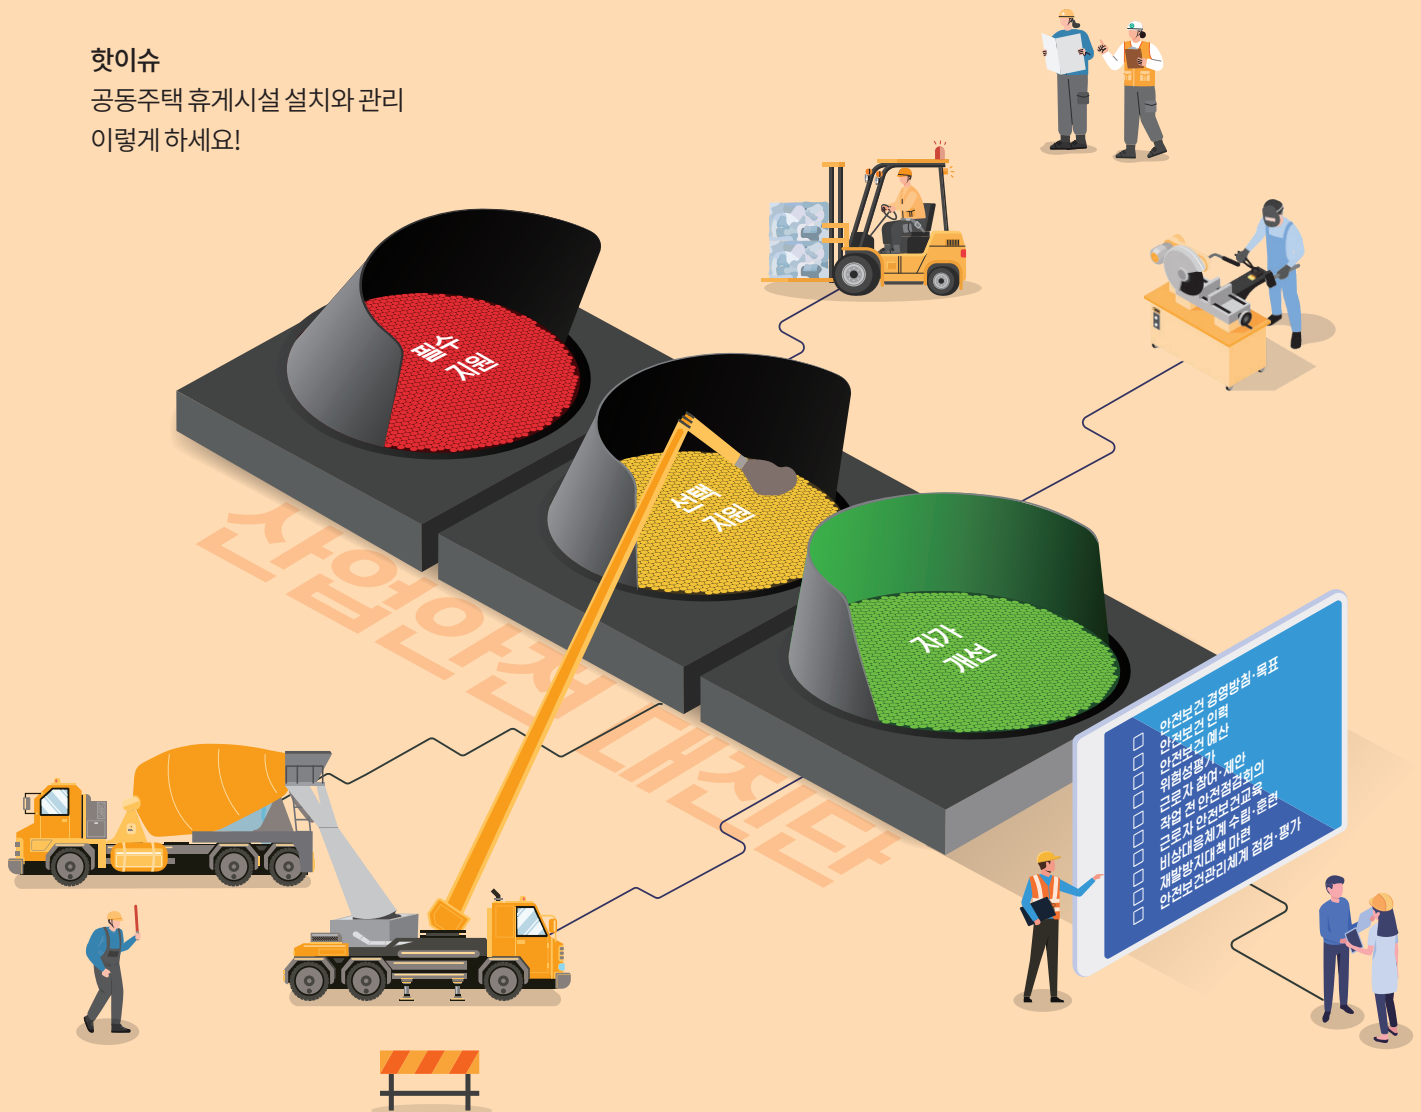 핫이슈
공동주택 휴게시설 설치와 관리
이렇게 하세요!
필수
지원
선택
지원
자가
개선
산업안전 대진단
안전보건 경영방침·목표
안전보건 인력
안전보건 예산
위험성평가
근로자 참여·제안
작업 전 안전점검회의
근로자 안전보건교육
비상대응체계 수립·훈련
재발방지대책 마련
안전보건관리체계 점검·평가